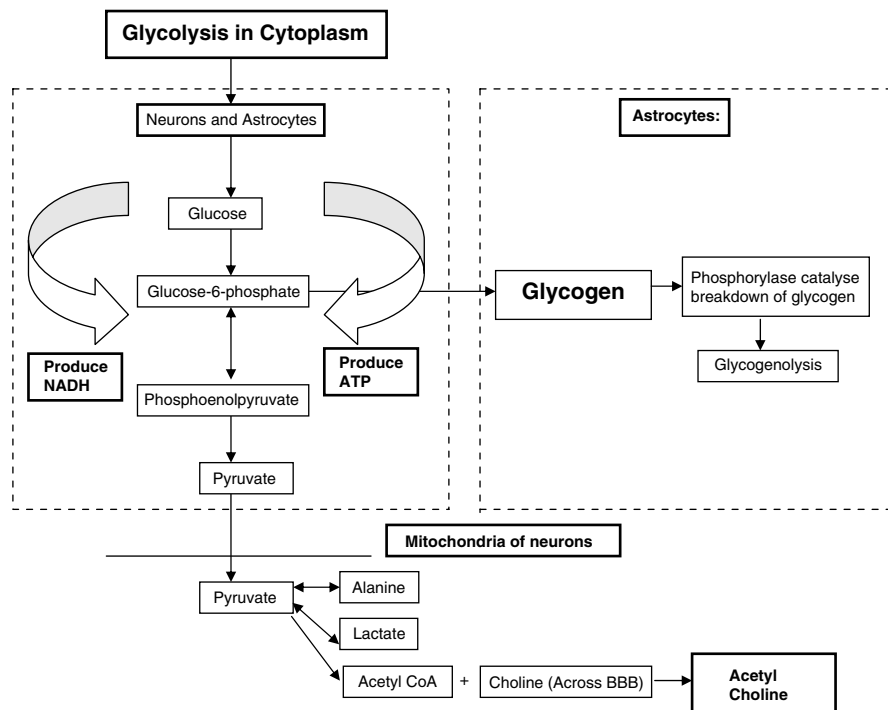 Glycolysis in Cytoplasm
Neurons and Astrocytes
Astrocytes:
Glucose
Glucose-6-phosphate
Glycogen
Phosphorylase catalyse
breakdown of glycogen
Produce
NADH
Produce
ATP
Glycogenolysis
Phosphoenolpyruvate
Pyruvate
Mitochondria of neurons
Pyruvate
Alanine
Lactate
Acetyl CoA + Choline (Across BBB)
Acetyl
Choline